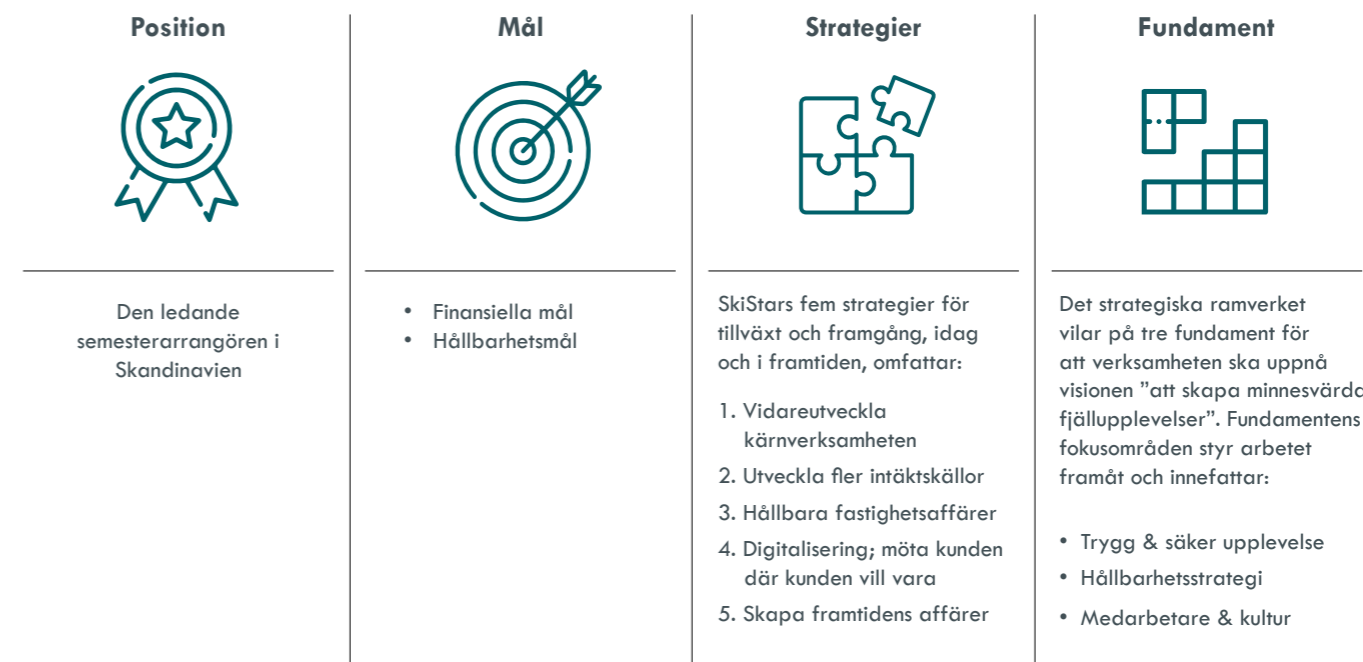 Position
Den ledande
semesterarrangören i
Skandinavien
Mål
• Finansiella mål
• Hållbarhetsmål
Strategier
SkiStars fem strategier för
tillväxt och framgång, idag
och i framtiden, omfattar:
1. Vidareutveckla
kärnverksamheten
2. Utveckla fler intäktskällor
3. Hållbara fastighetsaffärer
4. Digitalisering; möta kunden
där kunden vill vara
5. Skapa framtidens affärer
Fundament
Det strategiska ramverket
vilar på tre fundament för
att verksamheten ska uppnå
visionen ”att skapa minnesvärda
fjällupplevelser”. Fundamentens
fokusområden styr arbetet
framåt och innefattar:
• Trygg & säker upplevelse
• Hållbarhetsstrategi
• Medarbetare & kultur